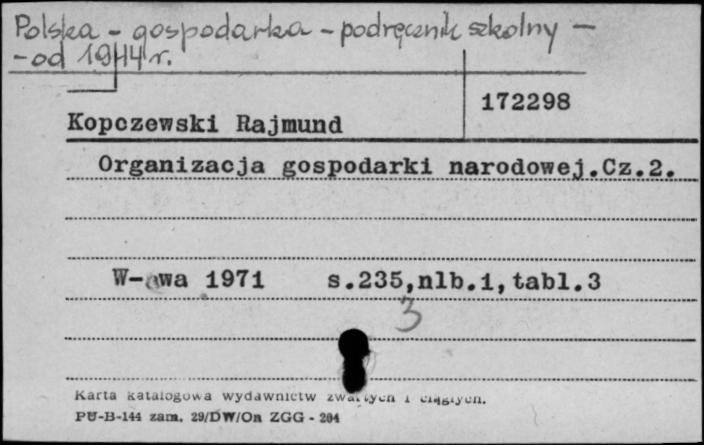 Polska - gospodarka - podręcznik szkolny -
- od 1944 r.
172298
Kopczewski Rajmund
Organizacja gospodarki narodowej.Cz.2.
W-wa 1971 s.235,nlb.1,tabl.3
3
Karta katalogowa wydawnictw zwartych i ciągłych.
PU-B-144 zam. 29/DW/On ZGG - 204